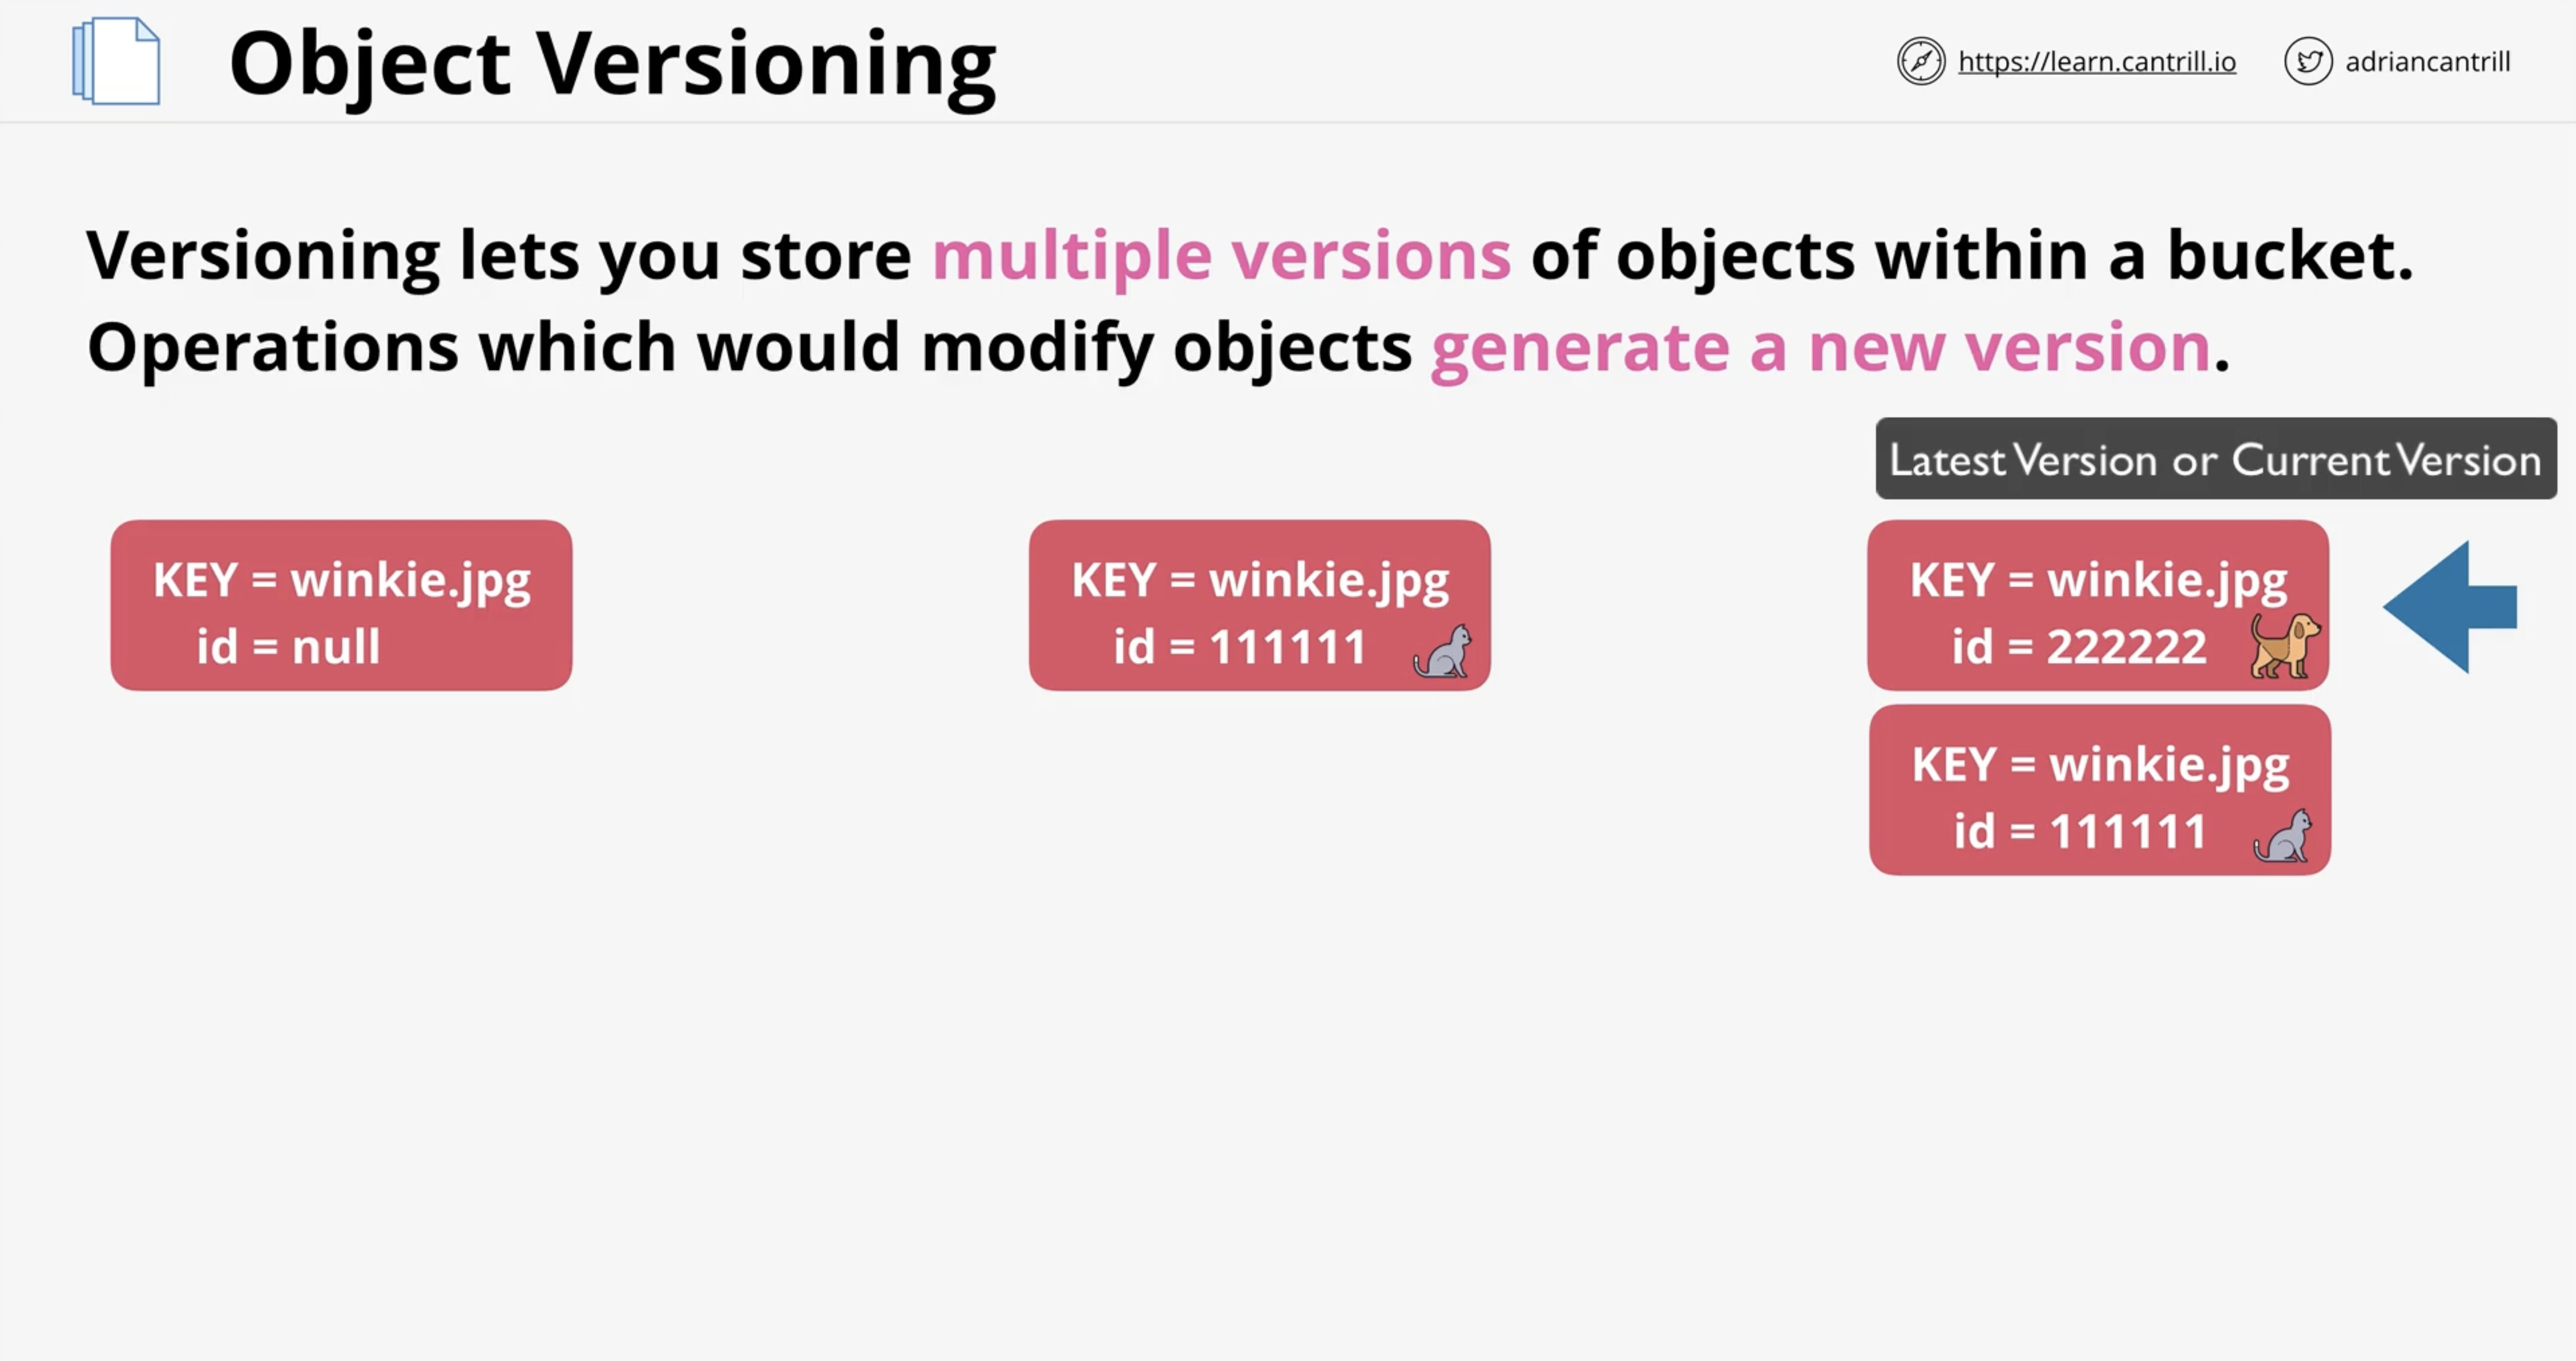 Object Versioning
https://learn.cantrill.io
adriancantrill
Versioning lets you store multiple versions of objects within a bucket.
Operations which would modify objects generate a new version.
Latest Version or Current Version
KEY = winkie.jpg
id = null
KEY = winkie.jpg
id = 111111
KEY = winkie.jpg
id = 222222
KEY = winkie.jpg
id = 111111